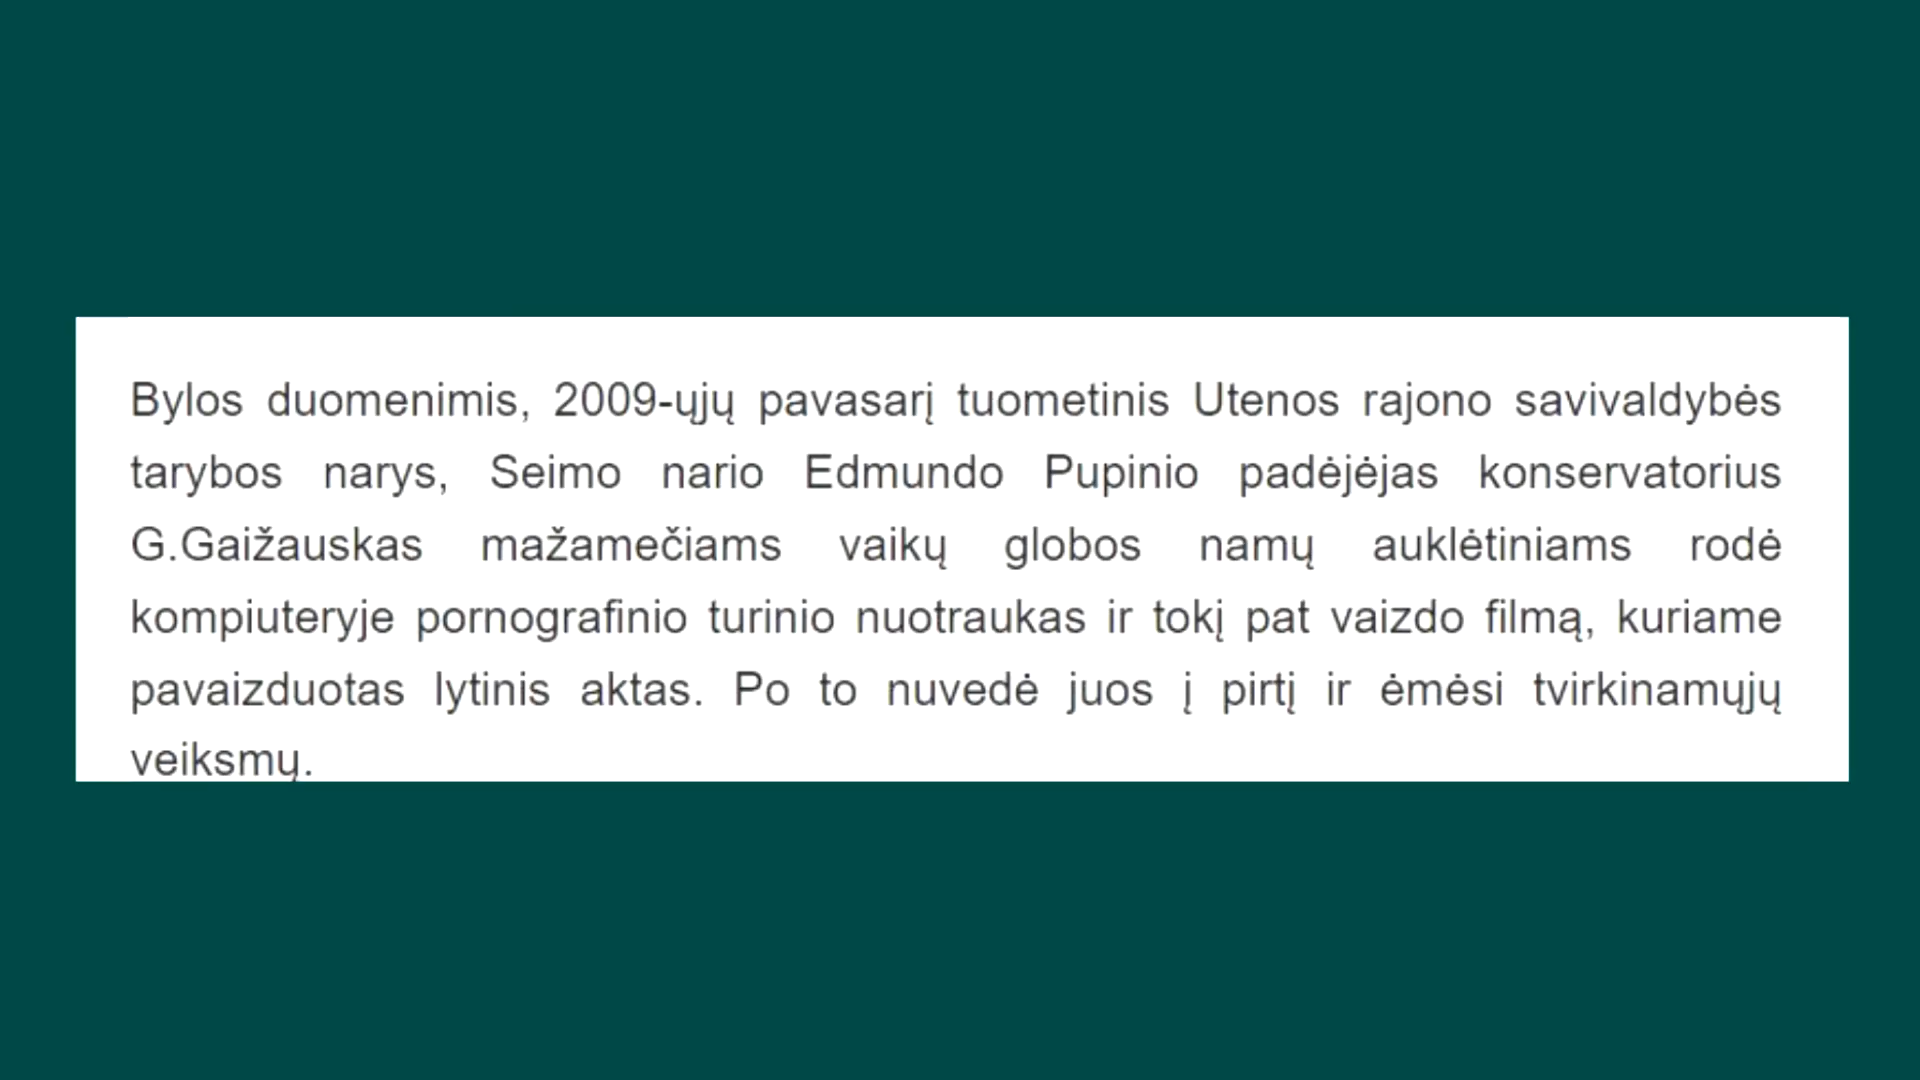 Bylos duomenimis, 2009-ųjų pavasarį tuometinis Utenos rajono savivaldybės
tarybos narys, Seimo nario Edmundo Pupinio padėjėjas konservatorius
G.Gaižauskas mažamečiams vaikų globos namų auklėtiniams rodė
kompiuteryje pornografinio turinio nuotraukas ir tokį pat vaizdo filmą, kuriame
pavaizduotas lytinis aktas. Po to nuvedė juos į pirtį ir ėmėsi tvirkinamųjų
veiksmų.